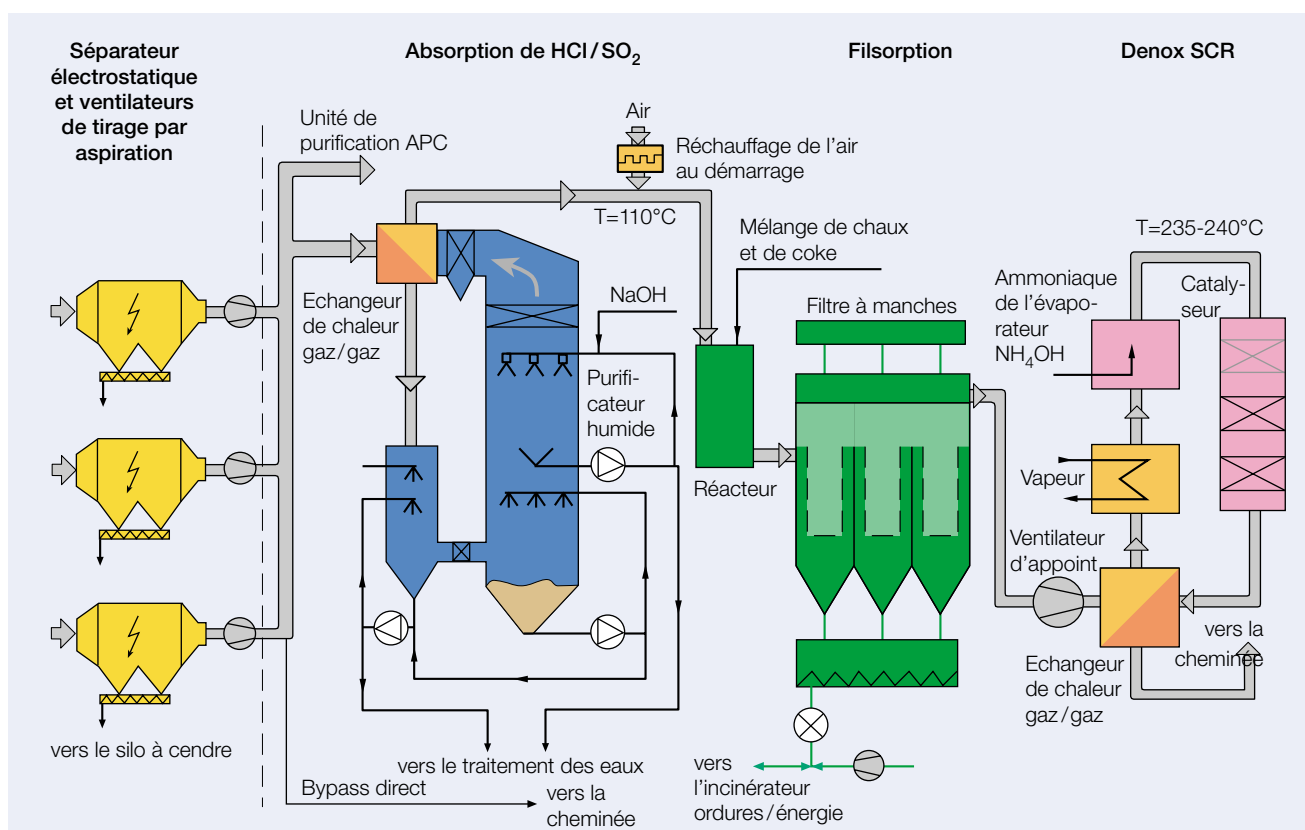 Séparateur
électrostatique
et ventilateurs
de tirage par
aspiration
Absorption de HCl/SO₂
Filsorption
Denox SCR
Unité de
purification APC
Air
Réchauffage de l'air
au démarrage
T=110°C
Mélange de chaux
et de coke
T=235-240°C
Echangeur
de chaleur
gaz/gaz
NaOH
Filtre à manches
Ammoniaque
de l'évapo-
rateur
NH₄OH
Cataly-
seur
Purifi-
cateur
humide
Réacteur
Vapeur
Ventilateur
d'appoint
vers la
cheminée
Echangeur
de chaleur
gaz/gaz
vers le silo à cendre
vers le traitement des eaux
Bypass direct
vers la
cheminée
vers
l'incinérateur
ordures/énergie